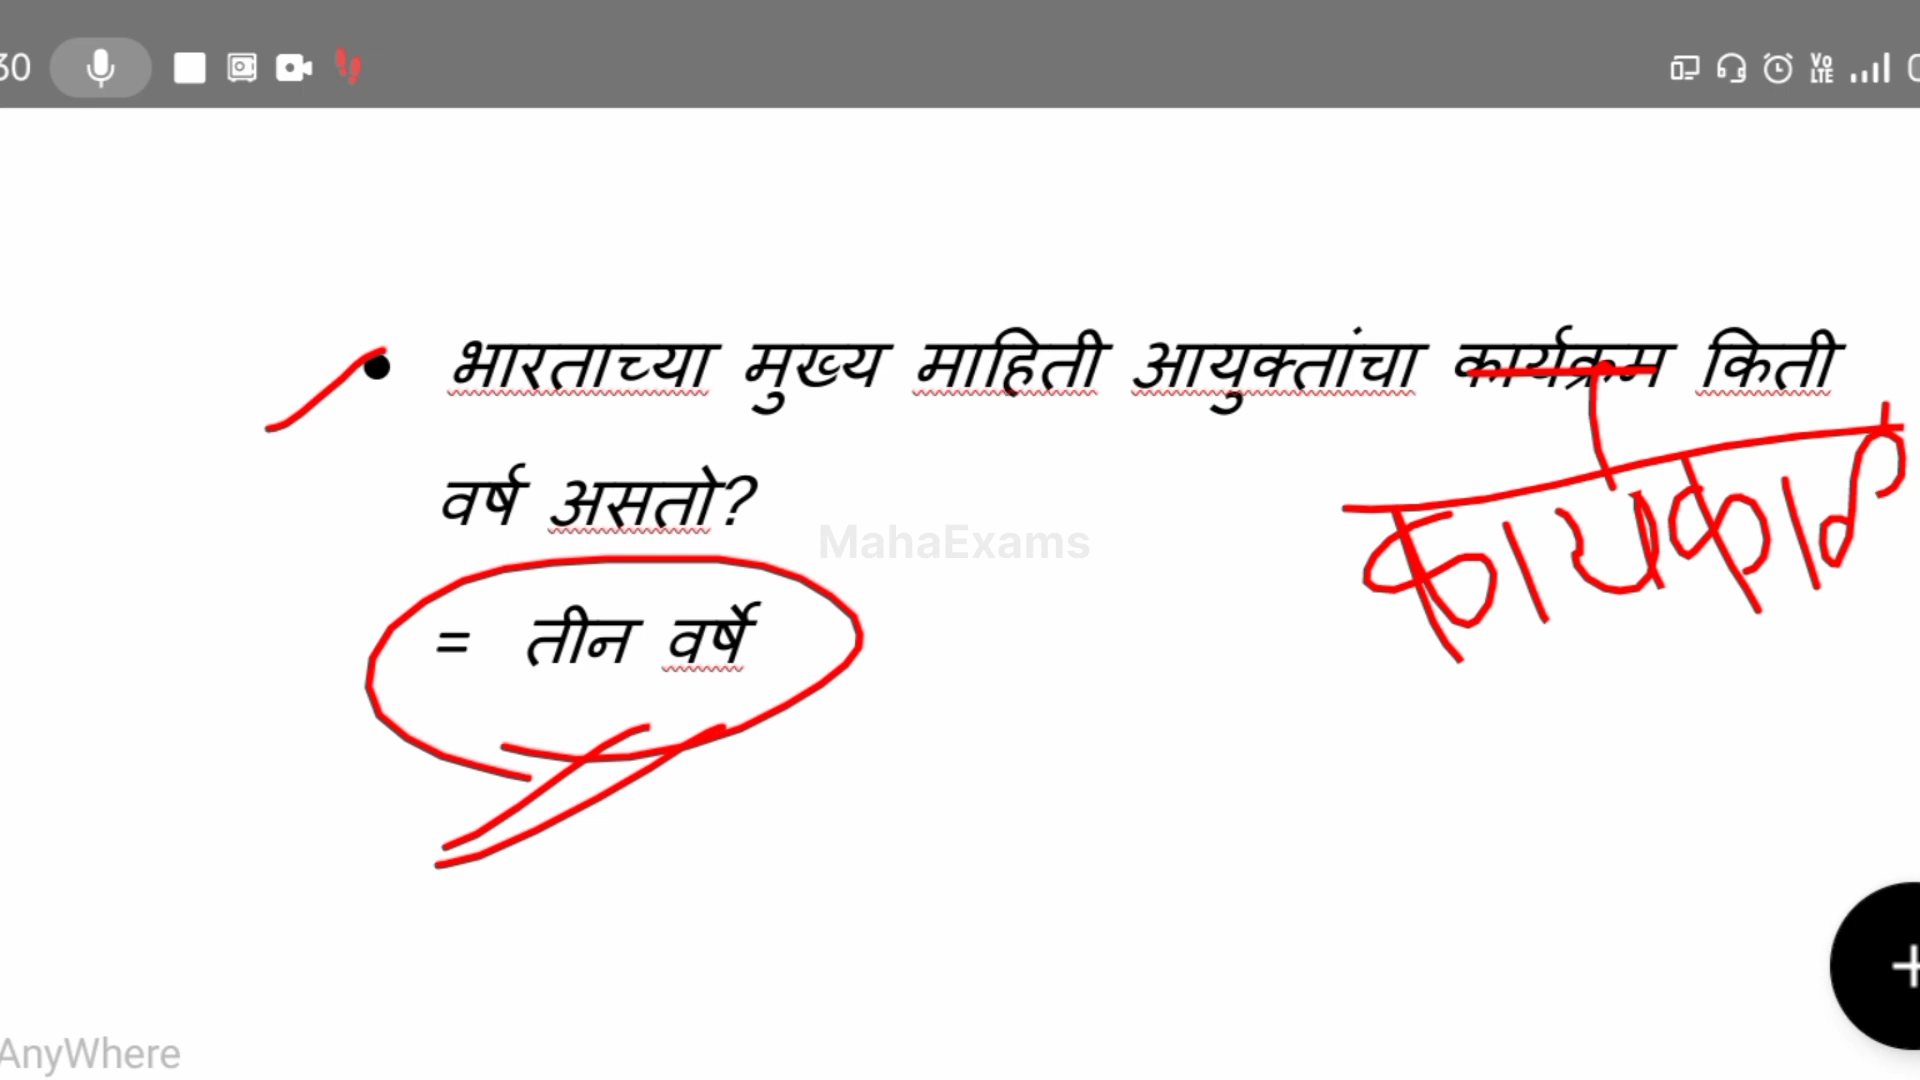 30
भारताच्या मुख्य माहिती आयुक्तांचा कार्यक्रम किती
कायकाळ
वर्ष असतो?
MahaExams
= तीन वर्षे
AnyWhere